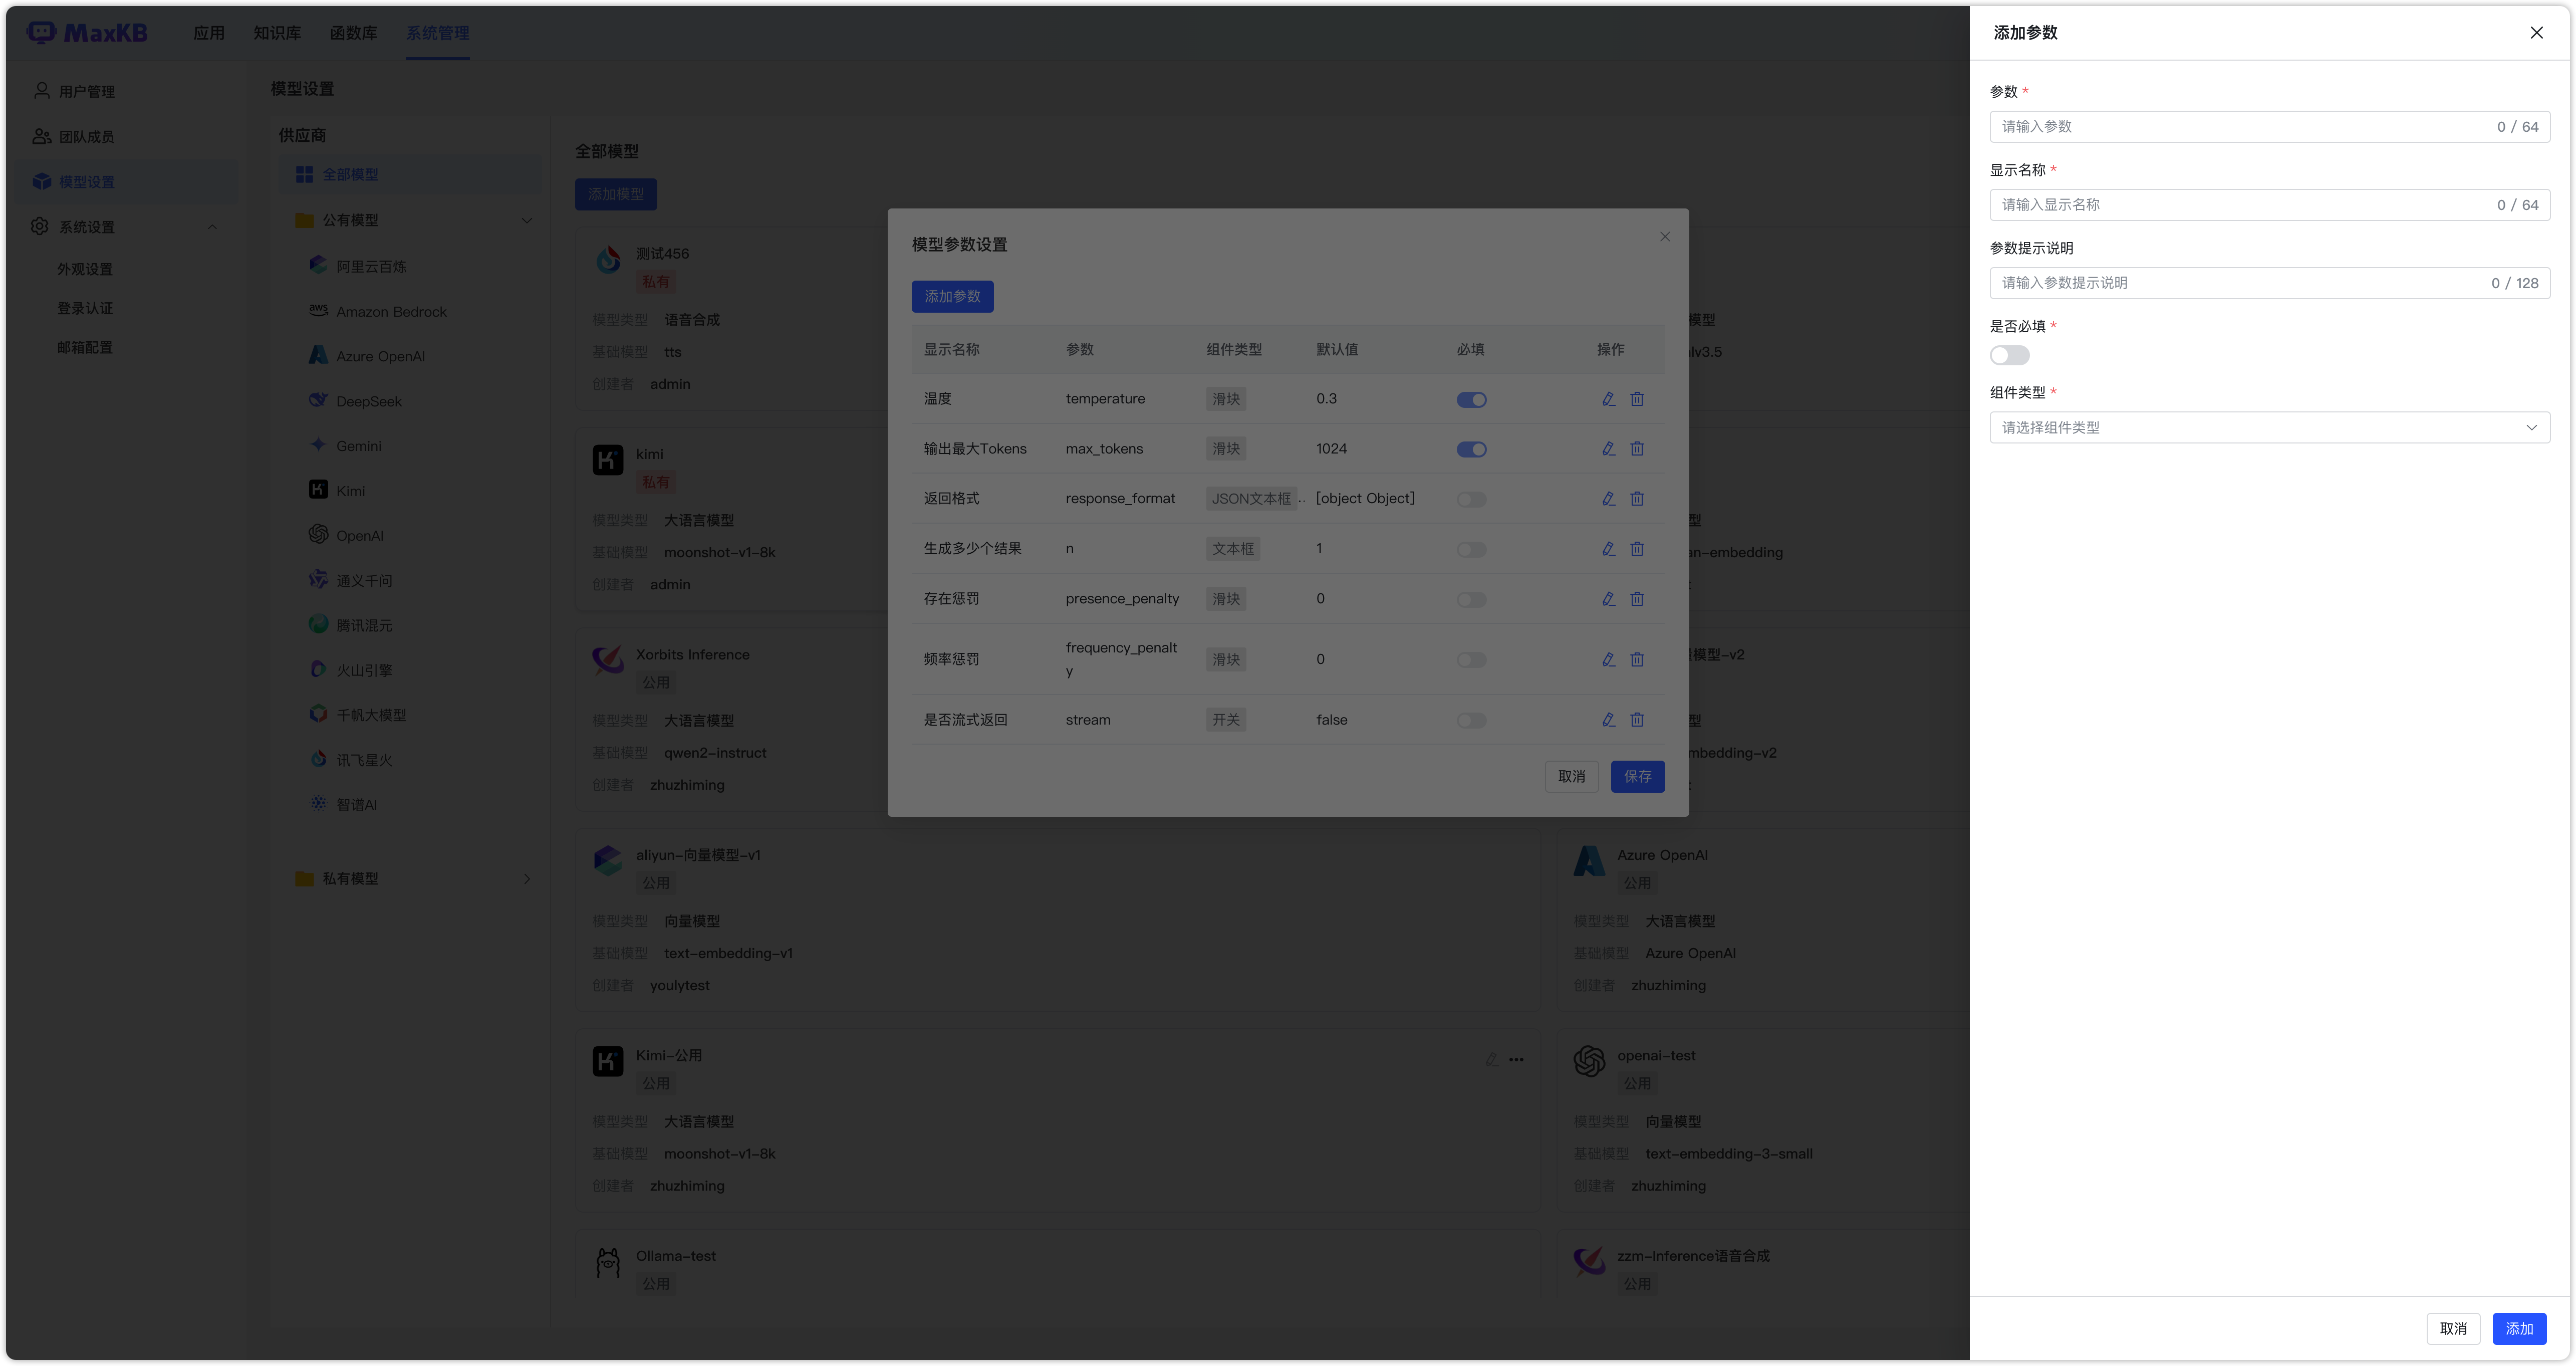 MaxKB
应用
知识库
函数库
系统管理
用户管理
团队成员
模型设置
系统设置
外观设置
登录认证
邮箱配置
模型设置
供应商
全部模型
公有模型
阿里云百炼
aws Amazon Bedrock
Azure OpenAI
DeepSeek
Gemini
Kimi
OpenAI
通义千问
腾讯混元
火山引擎
千帆大模型
讯飞星火
智谱AI
私有模型
全部模型
添加模型
测试456
私有
模型类型 语音合成
基础模型 tts
创建者 admin
kimi
私有
模型类型 大语言模型
基础模型 moonshot-v1-8k
创建者 admin
Xorbits Inference
公用
模型类型 大语言模型
基础模型 qwen2-instruct
创建者 zhuzhiming
aliyun-向量模型-v1
公用
模型类型 向量模型
基础模型 text-embedding-v1
创建者 youlytest
Azure OpenAI
公用
模型类型 大语言模型
基础模型 Azure OpenAI
创建者 zhuzhiming
Kimi-公用
公用
模型类型 大语言模型
基础模型 moonshot-v1-8k
创建者 zhuzhiming
openai-test
公用
模型类型 向量模型
基础模型 text-embedding-3-small
创建者 zhuzhiming
Ollama-test
公用
zzm-Inference语音合成
公用
模型
lv3.5
型
an-embedding
模型-v2
型
mbedding-v2
模型参数设置
添加参数
显示名称 参数 组件类型 默认值 必填 操作
温度 temperature 滑块 0.3
输出最大Tokens max_tokens 滑块 1024
返回格式 response_format JSON文本框 .. [object Object]
生成多少个结果 n 文本框 1
存在惩罚 presence_penalty 滑块 0
频率惩罚 frequency_penalt
y 滑块 0
是否流式返回 stream 开关 false
取消 保存
添加参数
参数 *
请输入参数 0 / 64
显示名称 *
请输入显示名称 0 / 64
参数提示说明
请输入参数提示说明 0 / 128
是否必填 *
组件类型 *
请选择组件类型
取消 添加